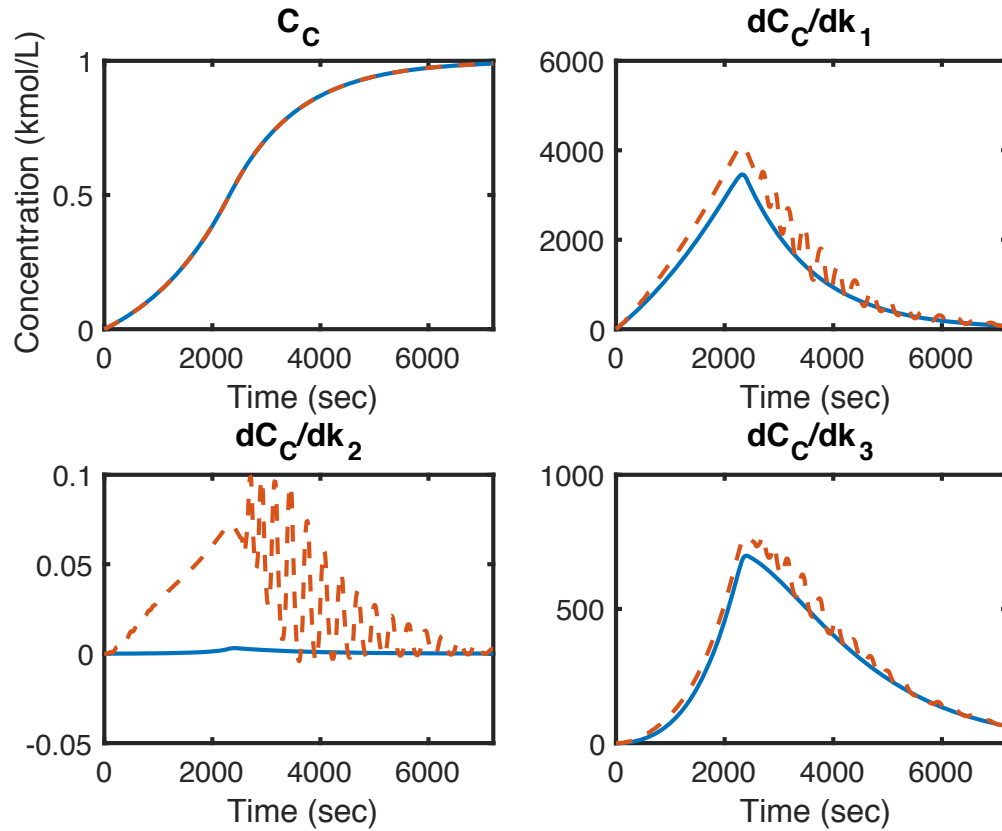 C_C
Concentration (kmol/L)
1
0.5
0
0 2000 4000 6000
Time (sec)
dC_C/dk_1
6000
4000
2000
0
0 2000 4000 6000
Time (sec)
dC_C/dk_2
0.1
0.05
0
-0.05
0 2000 4000 6000
Time (sec)
dC_C/dk_3
1000
500
0
0 2000 4000 6000
Time (sec)